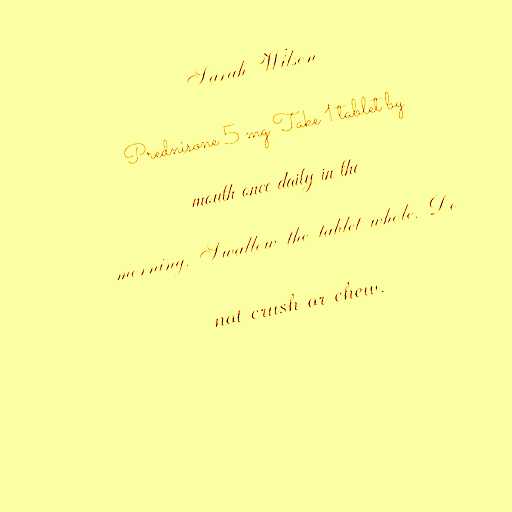 Sarah Wilson
Prednisone 5 mg Take 1 tablet by
mouth once daily in the
morning. Swallow the tablet whole. Do
not crush or chew.